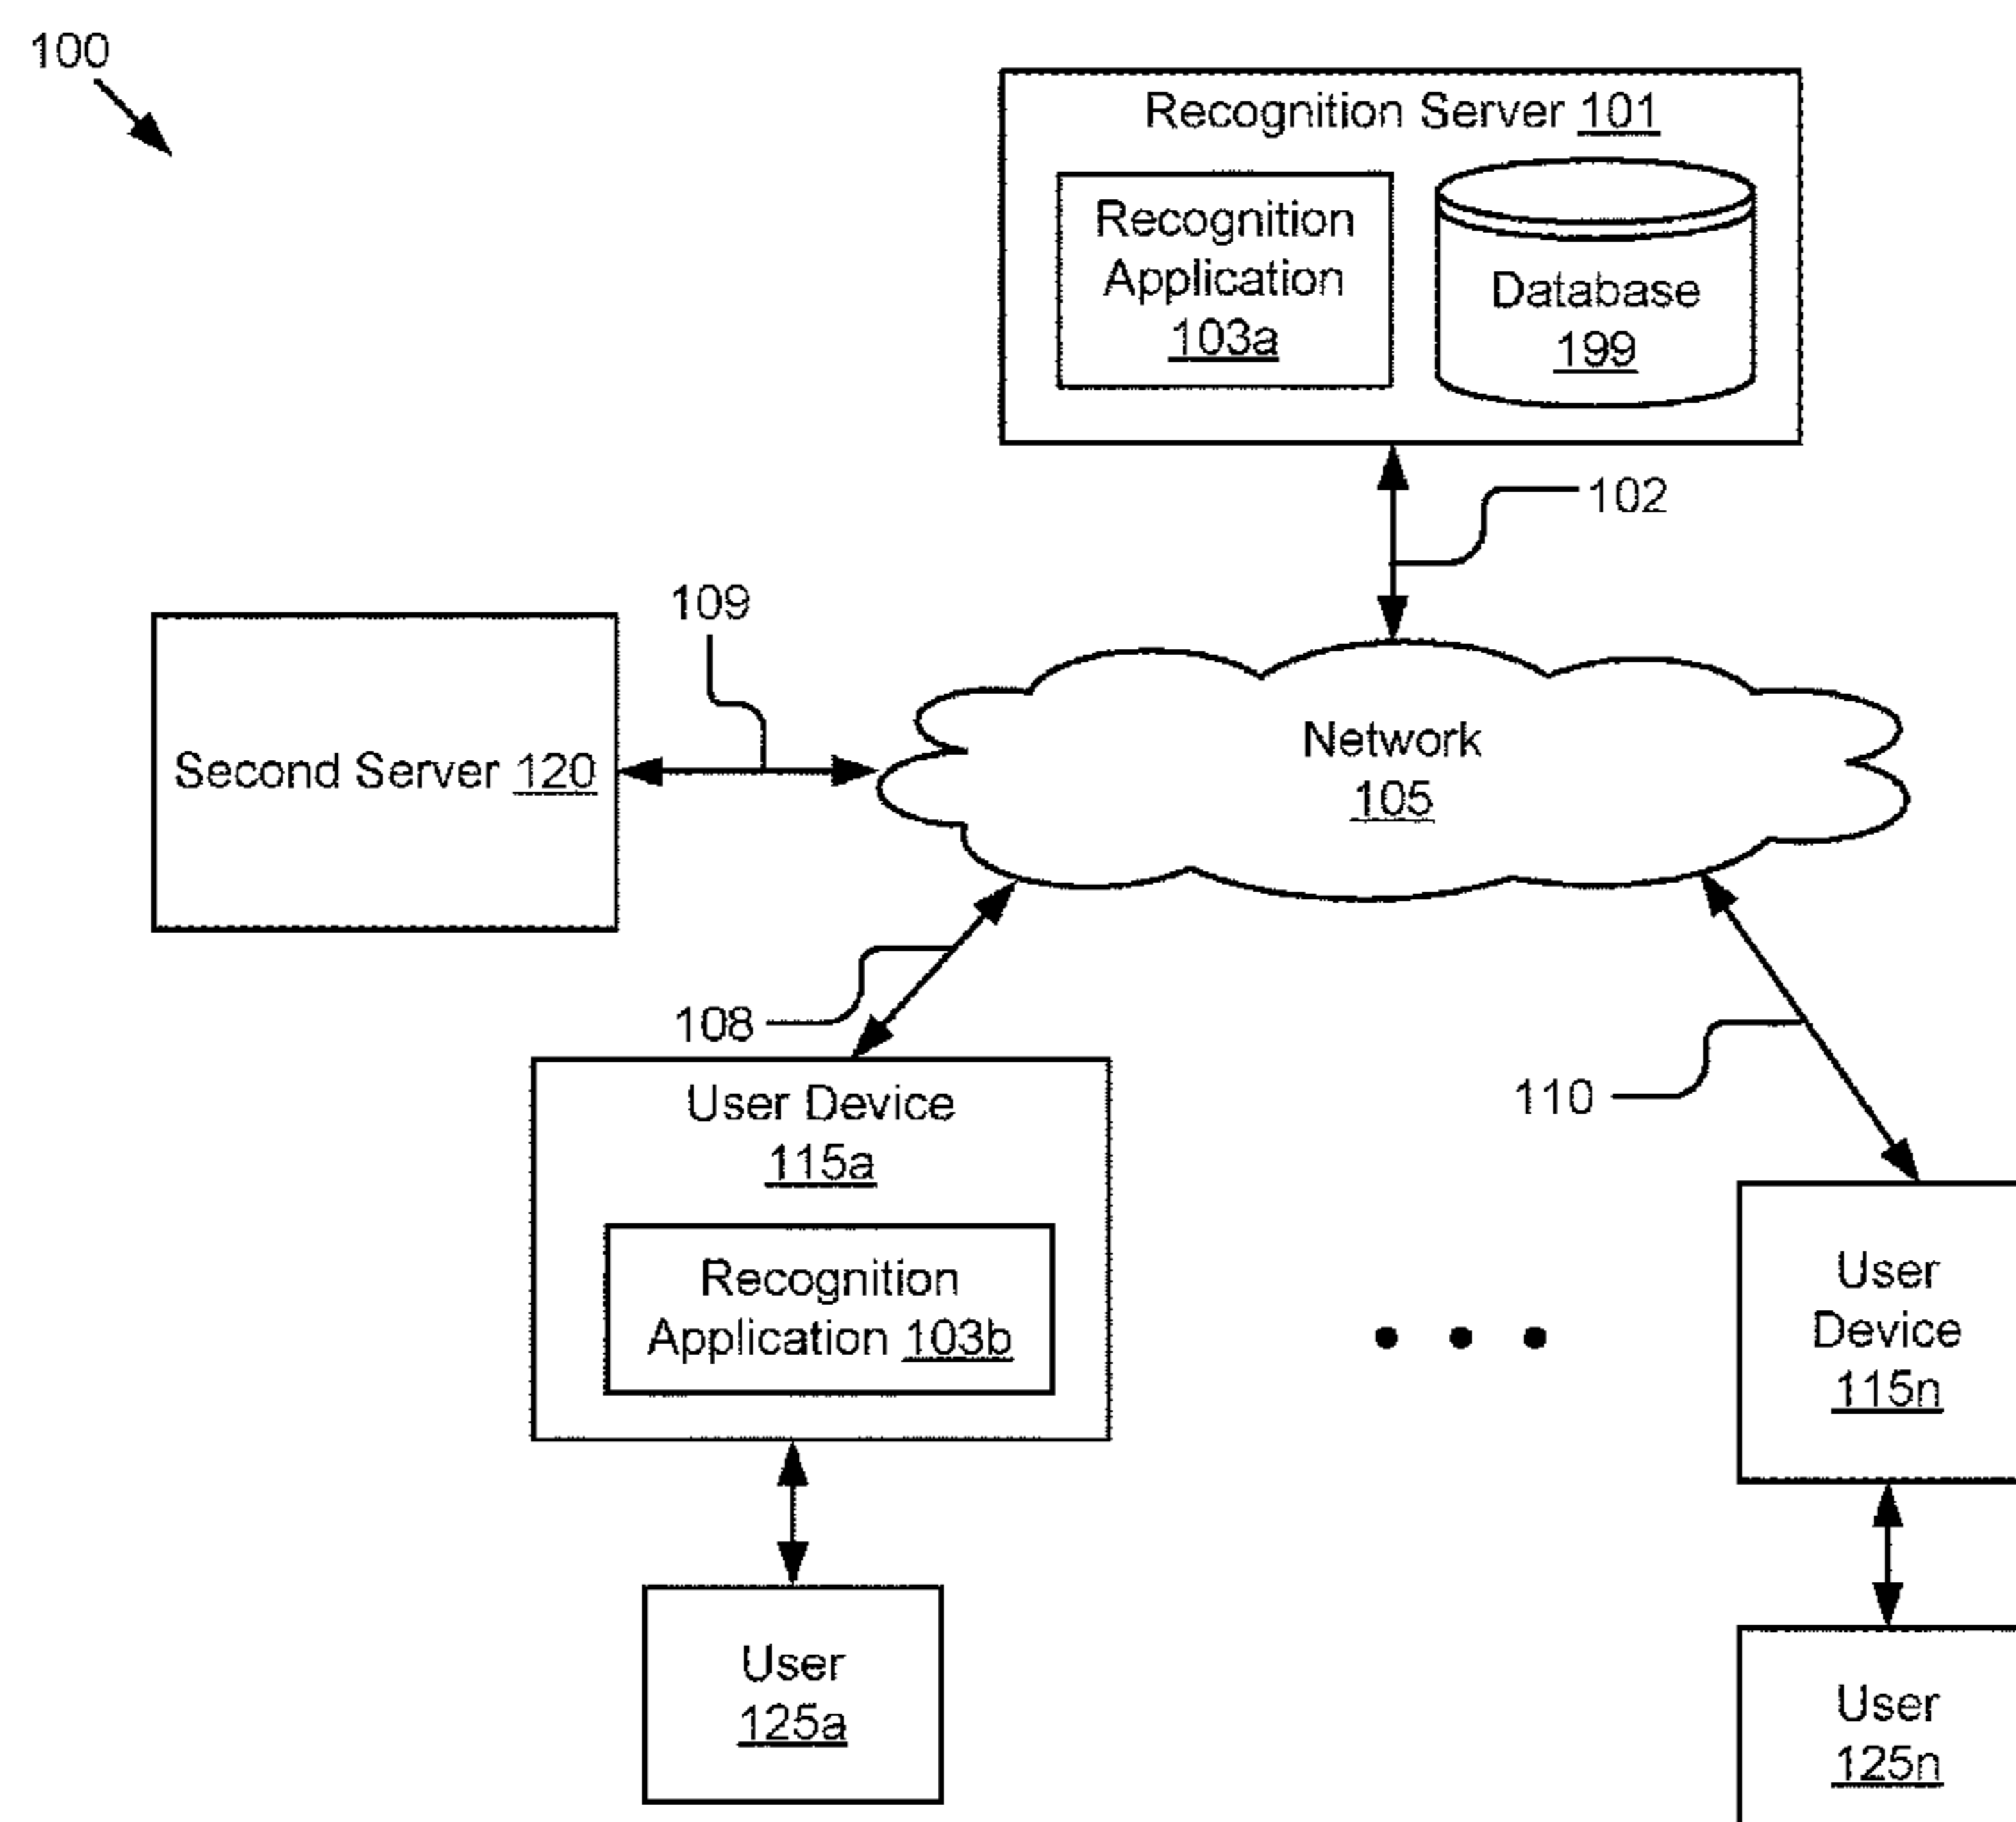 100
Recognition Server 101
Recognition
Application
103a
Database
199
102
109
Second Server 120
Network
105
108
110
User Device
115a
Recognition
Application 103b
User
Device
115n
User
125a
User
125n